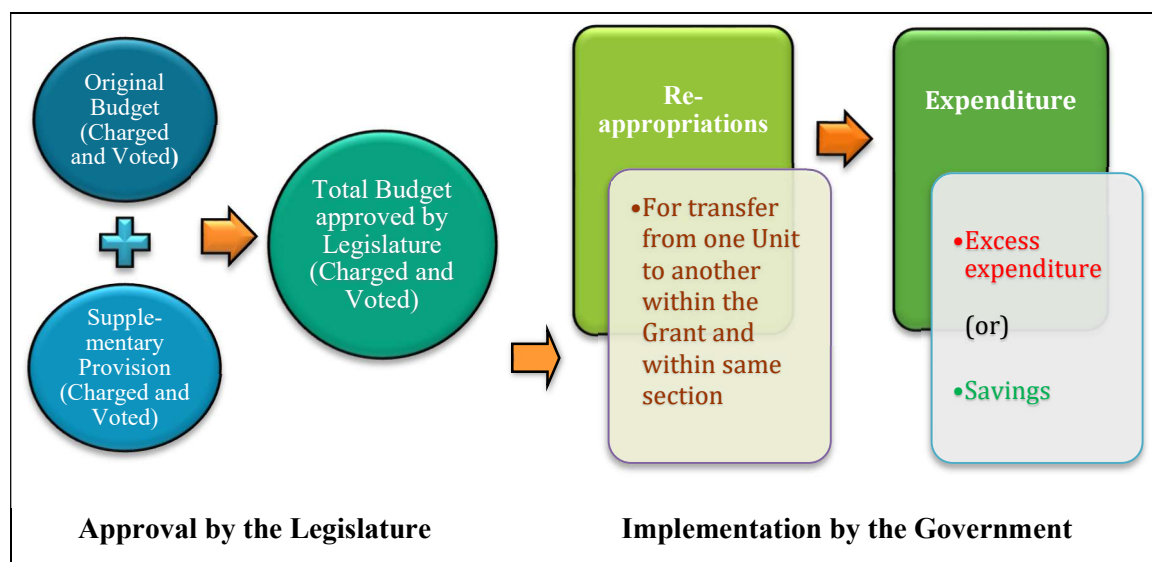 Original
Budget
(Charged
and Voted)
Supple-
mentary
Provision
(Charged and
Voted)
Total Budget
approved by
Legislature
(Charged and
Voted)
Re-
appropriations
•For transfer
from one Unit
to another
within the
Grant and
within same
section
Expenditure
•Excess
expenditure
(or)
•Savings
Approval by the Legislature
Implementation by the Government